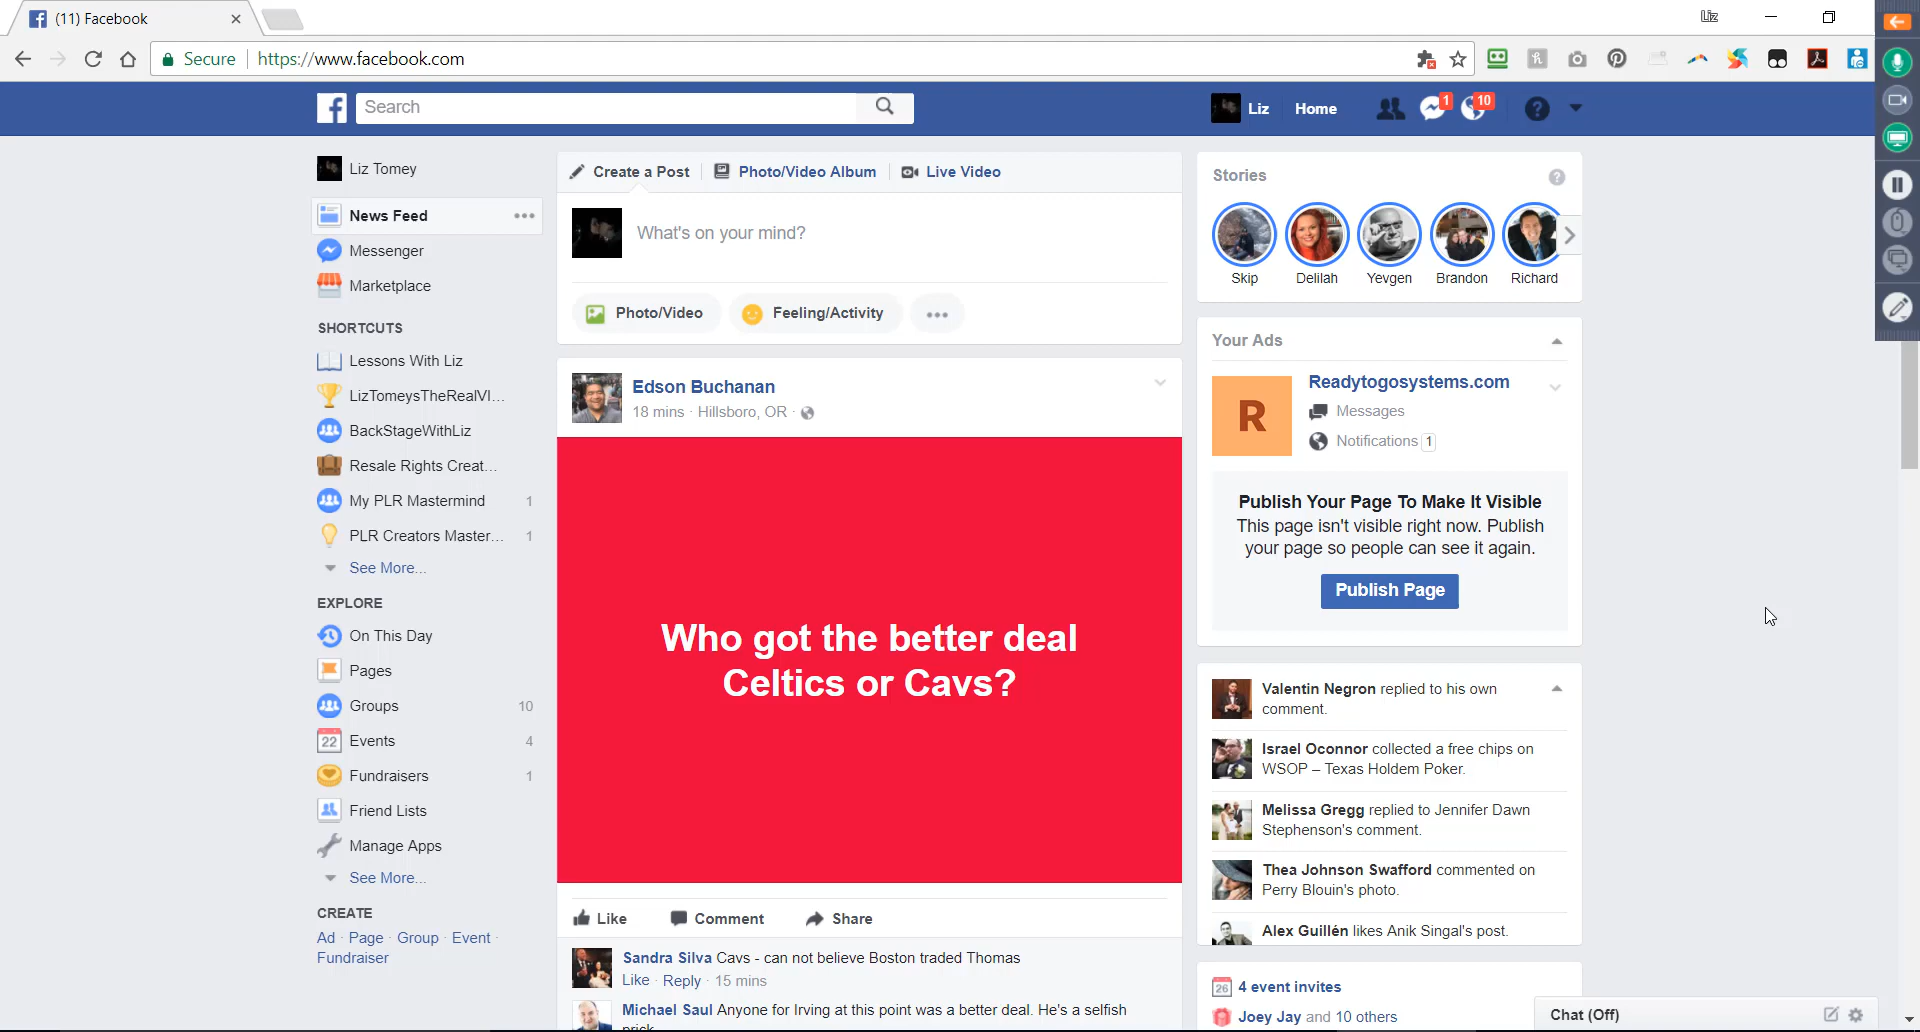 (11) Facebook
Liz
Secure
https://www.facebook.com
Search
Liz
Home
1
10
Liz Tomey
News Feed
Messenger
Marketplace
SHORTCUTS
Lessons With Liz
LizTomeysTheRealVI...
BackStageWithLiz
Resale Rights Creat...
My PLR Mastermind 1
PLR Creators Master... 1
See More...
EXPLORE
On This Day
Pages
Groups 10
22 Events 4
Fundraisers 1
Friend Lists
Manage Apps
See More...
CREATE
Ad · Page · Group · Event ·
Fundraiser
Create a Post
Photo/Video Album
Live Video
What's on your mind?
Photo/Video
Feeling/Activity
Edson Buchanan
18 mins · Hillsboro, OR ·
Who got the better deal
Celtics or Cavs?
Like
Comment
Share
Sandra Silva Cavs - can not believe Boston traded Thomas
Like · Reply · 15 mins
Michael Saul Anyone for Irving at this point was a better deal. He's a selfish
prick
Stories
Skip
Delilah
Yevgen
Brandon
Richard
Your Ads
R
Readytogosystems.com
Messages
Notifications 1
Publish Your Page To Make It Visible
This page isn't visible right now. Publish
your page so people can see it again.
Publish Page
Valentin Negron replied to his own
comment.
Israel Oconnor collected a free chips on
WSOP – Texas Holdem Poker.
Melissa Gregg replied to Jennifer Dawn
Stephenson's comment.
Thea Johnson Swafford commented on
Perry Blouin's photo.
Alex Guillén likes Anik Singal's post.
26 4 event invites
Joey Jay and 10 others
Chat (Off)